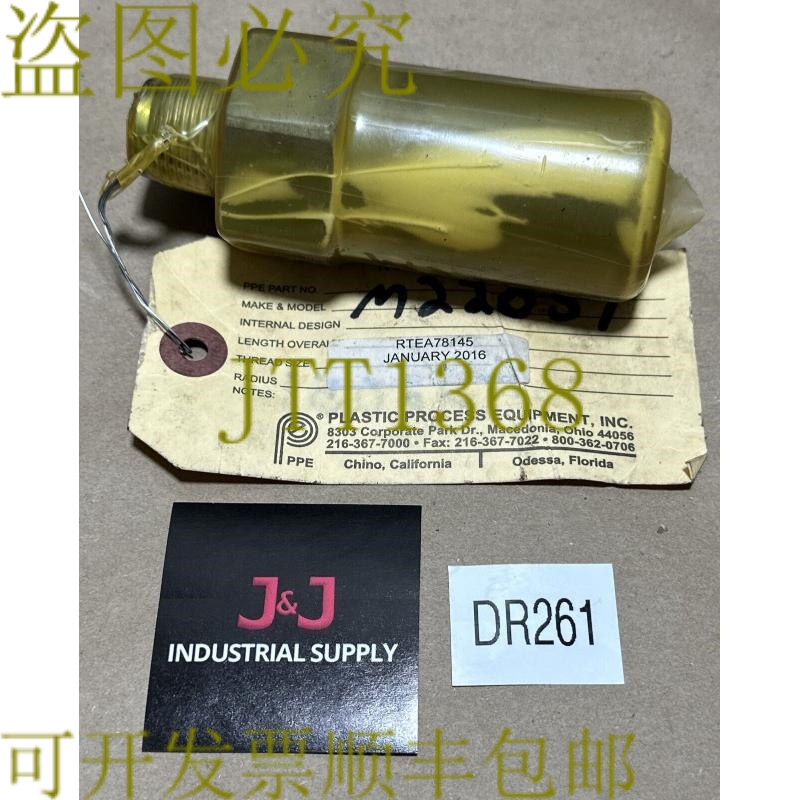 盗图必究
PPE PART NO.
MAKE & MODEL M22051
INTERNAL DESIGN
LENGTH OVERAL
RTEA78145
THREAD SIZE
JANUARY 2016
RADIUS
NOTES:
JTT1368
® PLASTIC PROCESS EQUIPMENT, INC.
8303 Corporate Park Dr., Macedonia, Ohio 44056
216-367-7000 • Fax: 216-367-7022 • 800-362-0706
PPE Chino, California Odessa, Florida
J&J
INDUSTRIAL SUPPLY
DR261
可开发票顺丰包邮